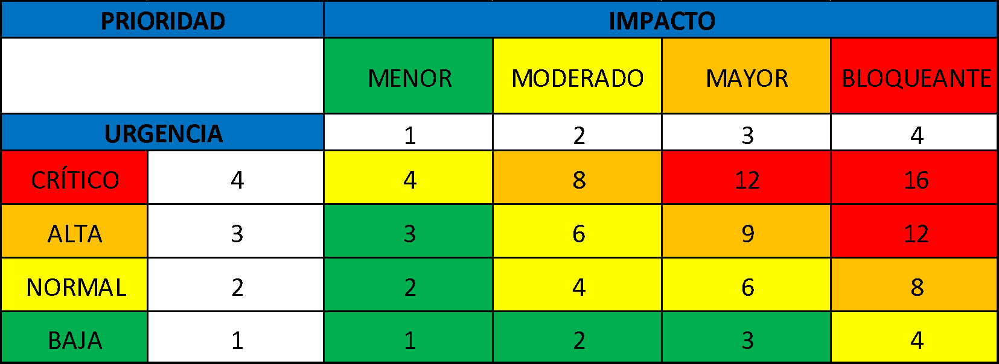 PRIORIDAD IMPACTO
MENOR MODERADO MAYOR BLOQUEANTE
URGENCIA 1 2 3 4
CRÍTICO 4 4 8 12 16
ALTA 3 3 6 9 12
NORMAL 2 2 4 6 8
BAJA 1 1 2 3 4